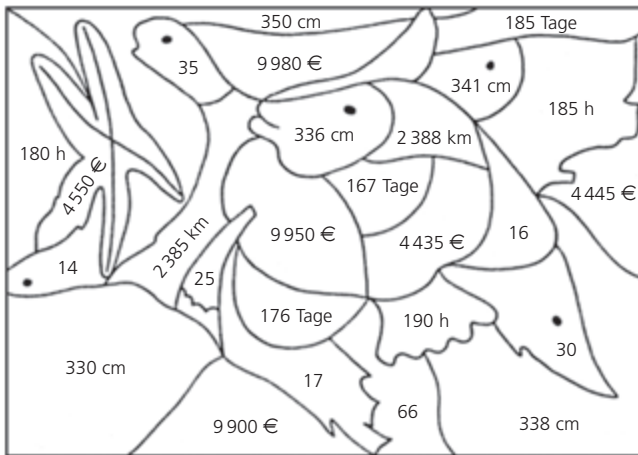 350 cm
185 Tage
35
9 980 €
341 cm
185 h
180 h
336 cm
2 388 km
4 550 €
167 Tage
4 445 €
9 950 €
4 435 €
16
2 385 km
14
25
176 Tage
190 h
30
330 cm
17
66
9 900 €
338 cm